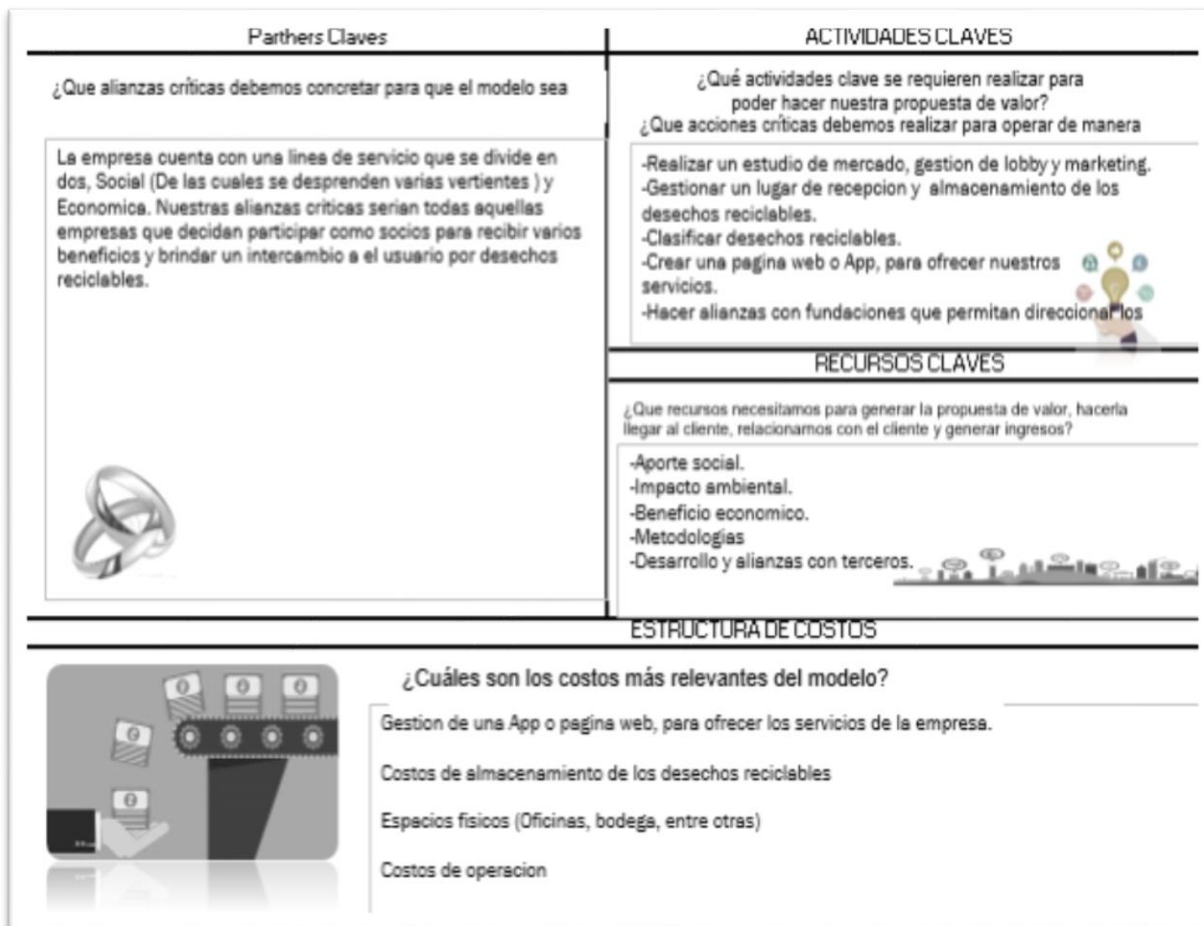 Parthers Claves
¿Que alianzas críticas debemos concretar para que el modelo sea
La empresa cuenta con una linea de servicio que se divide en
dos, Social (De las cuales se desprenden varias vertientes ) y
Economica. Nuestras alianzas criticas serian todas aquellas
empresas que decidan participar como socios para recibir varios
beneficios y brindar un intercambio a el usuario por desechos
reciclables.
ACTIVIDADES CLAVES
¿Qué actividades clave se requieren realizar para
poder hacer nuestra propuesta de valor?
¿Que acciones críticas debemos realizar para operar de manera
-Realizar un estudio de mercado, gestion de lobby y marketing.
-Gestionar un lugar de recepcion y almacenamiento de los
desechos reciclables.
-Clasificar desechos reciclables.
-Crear una pagina web o App, para ofrecer nuestros
servicios.
-Hacer alianzas con fundaciones que permitan direccionar los
RECURSOS CLAVES
¿Que recursos necesitamos para generar la propuesta de valor, hacerla
llegar al cliente, relacionarnos con el cliente y generar ingresos?
-Aporte social.
-Impacto ambiental.
-Beneficio economico.
-Metodologias
-Desarrollo y alianzas con terceros.
ESTRUCTURA DE COSTOS
¿Cuáles son los costos más relevantes del modelo?
Gestion de una App o pagina web, para ofrecer los servicios de la empresa.
Costos de almacenamiento de los desechos reciclables
Espacios fisicos (Oficinas, bodega, entre otras)
Costos de operacion